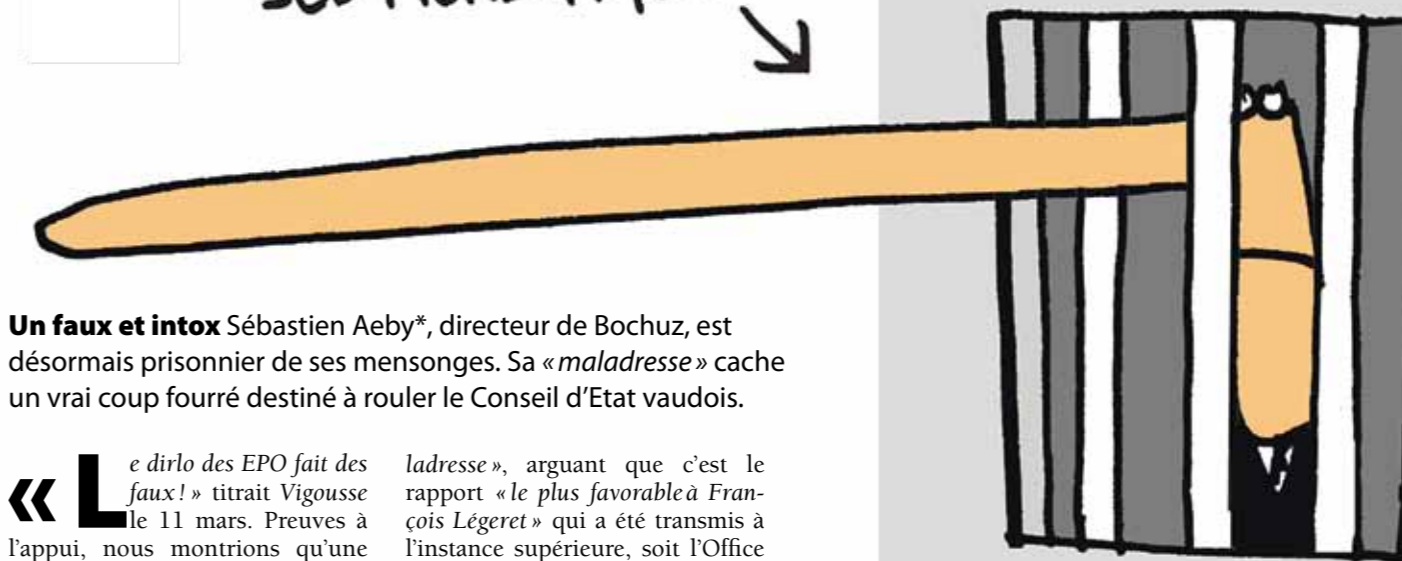 Un faux et intox Sébastien Aeby*, directeur de Bochuz, est
désormais prisonnier de ses mensonges. Sa « maladresse » cache
un vrai coup fourré destiné à rouler le Conseil d'Etat vaudois.
« Le dirlo des EPO fait des
faux ! » titrait Vigousse
le 11 mars. Preuves à
l'appui, nous montrions qu'une
ladresse », arguant que c'est le
rapport « le plus favorable à Fran-
çois Légeret » qui a été transmis à
l'instance supérieure, soit l'Office